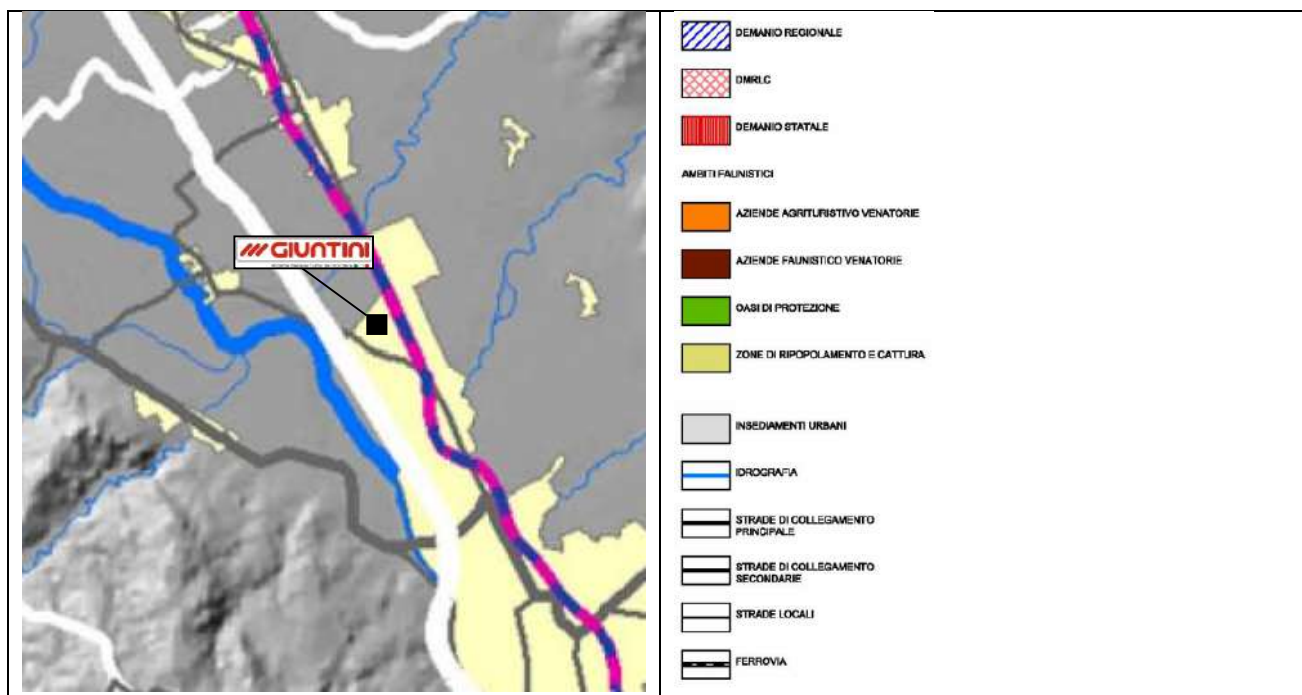 GIUNTINI
DEMANIO REGIONALE
DMRLC
DEMANIO STATALE
AMBITI FAUNISTICI
AZIENDE AGRITURISTIVO VENATORIE
AZIENDE FAUNISTICO VENATORIE
OASI DI PROTEZIONE
ZONE DI RIPOPOLAMENTO E CATTURA
INSEDIAMENTI URBANI
IDROGRAFIA
STRADE DI COLLEGAMENTO
PRINCIPALE
STRADE DI COLLEGAMENTO
SECONDARIE
STRADE LOCALI
FERROVIA